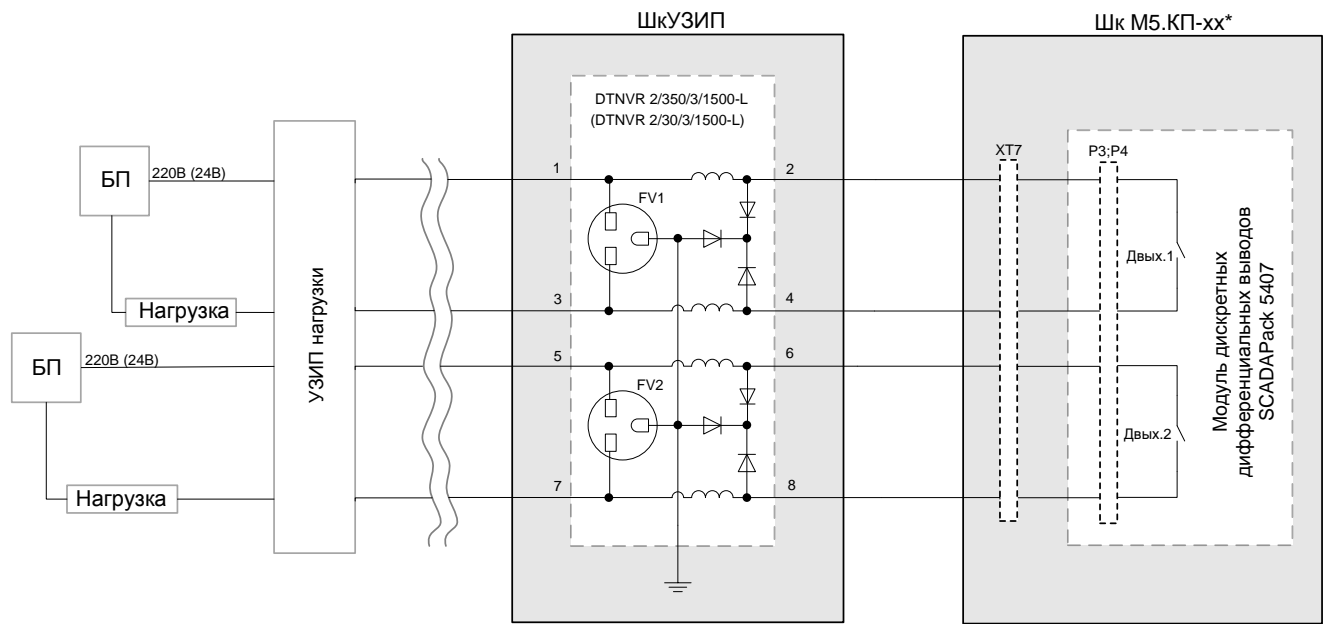 ШкУЗИП
Шк М5.КП-xx*
DTNVR 2/350/3/1500-L
(DTNVR 2/30/3/1500-L)
БП
220В (24В)
Нагрузка
БП
220В (24В)
Нагрузка
УЗИП нагрузки
1
2
FV1
3
4
5
6
FV2
7
8
XT7
P3;P4
Двых.1
Двых.2
Модуль дискретных
дифференциальных выводов
SCADAPack 5407